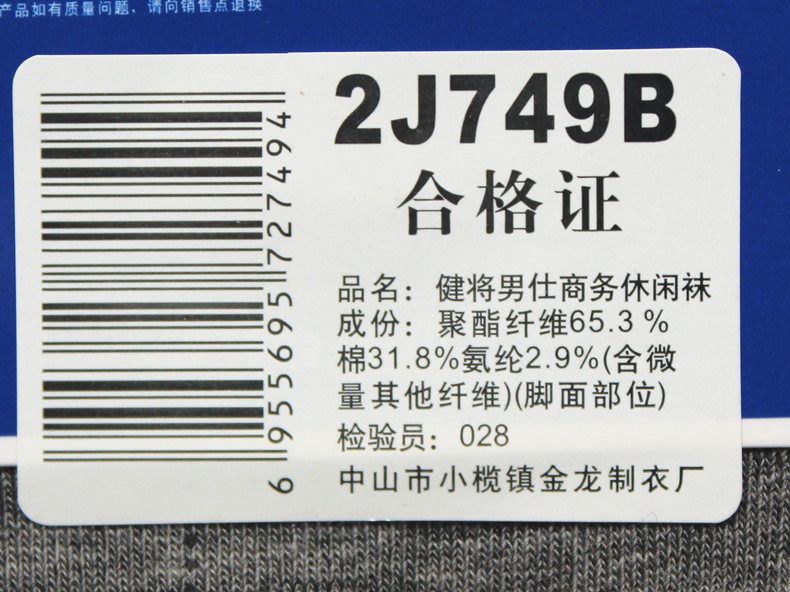 产品如有质量问题，请向销售点退换
2J749B
合格证
品名：健将男仕商务休闲袜
成份：聚酯纤维65.3%
棉31.8%氨纶2.9%(含微
量其他纤维)(脚面部位)
检验员：028
中山市小榄镇金龙制衣厂
6955695727494